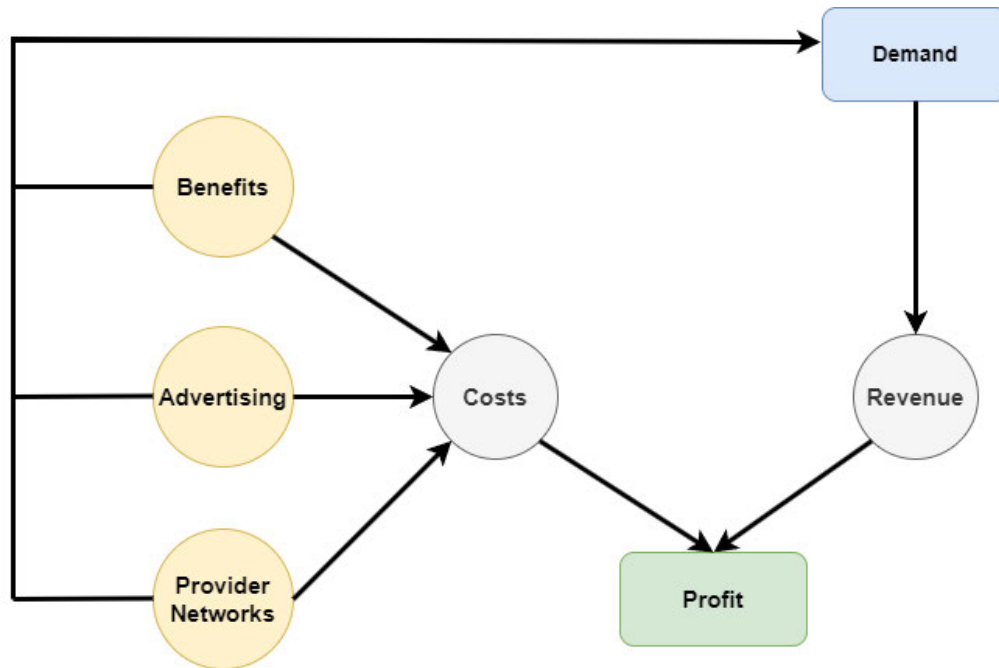 Demand
Benefits
Advertising
Costs
Revenue
Provider
Networks
Profit